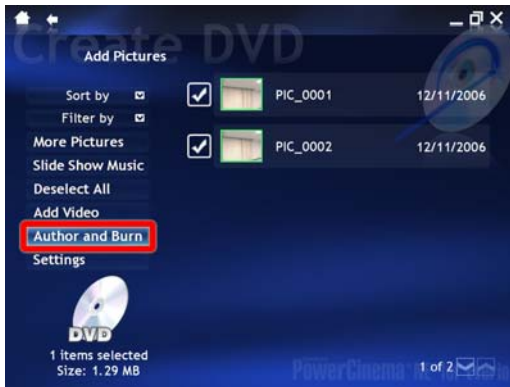 Create DVD
Add Pictures
Sort by
Filter by
More Pictures
Slide Show Music
Deselect All
Add Video
Author and Burn
Settings
PIC_0001 12/11/2006
PIC_0002 12/11/2006
DVD
1 items selected
Size: 1.29 MB
PowerCinema
1 of 2